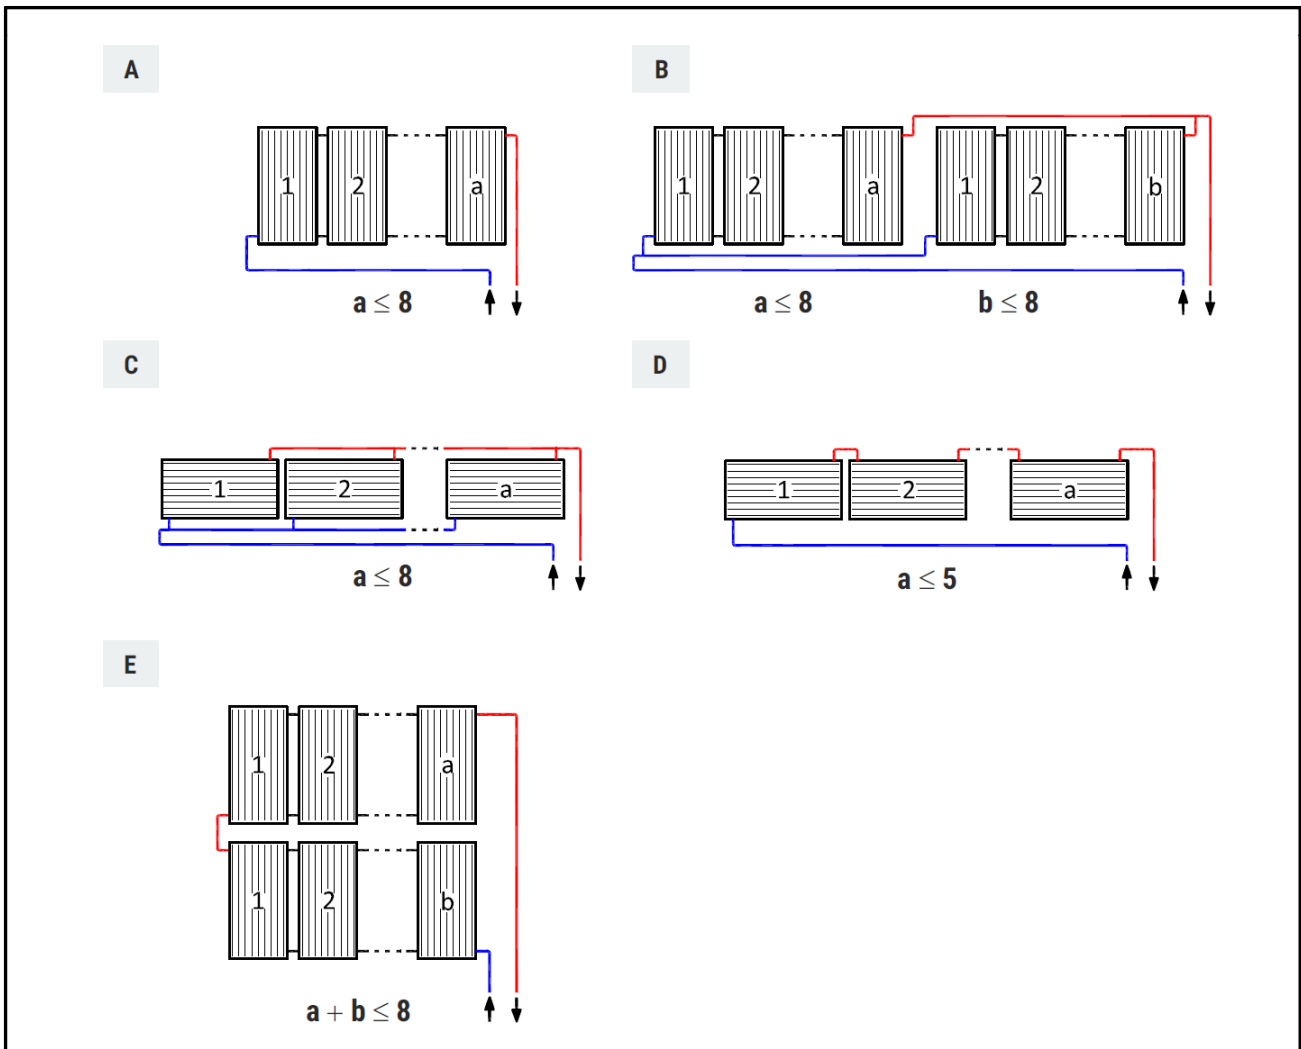 A
B
1 2 a
1 2 a 1 2 b
a ≤ 8
a ≤ 8 b ≤ 8
C
D
1 2 a
1 2 a
a ≤ 8
a ≤ 5
E
1 2 a
1 2 b
a + b ≤ 8